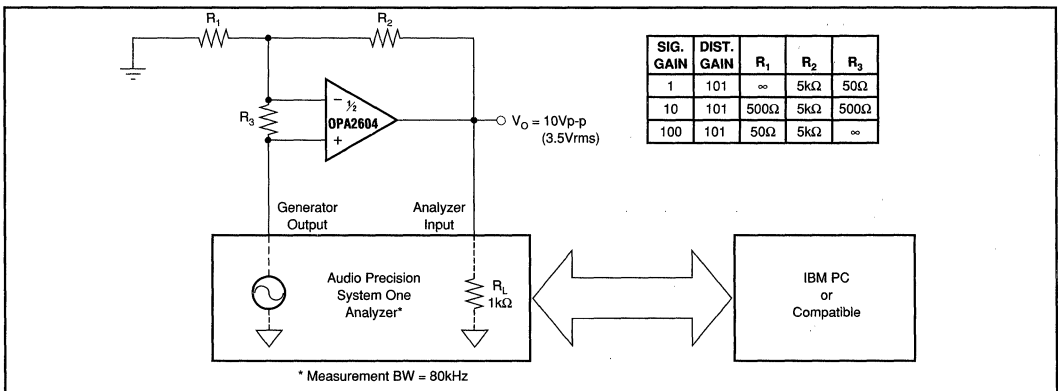 R1
R2
R3
−
½
OPA2604
+
VO = 10Vp-p
(3.5Vrms)
SIG. GAIN DIST. GAIN R1 R2 R3
1 101 ∞ 5kΩ 50Ω
10 101 500Ω 5kΩ 500Ω
100 101 50Ω 5kΩ ∞
Generator
Output
Analyzer
Input
Audio Precision
System One
Analyzer*
RL
1kΩ
IBM PC
or
Compatible
* Measurement BW = 80kHz